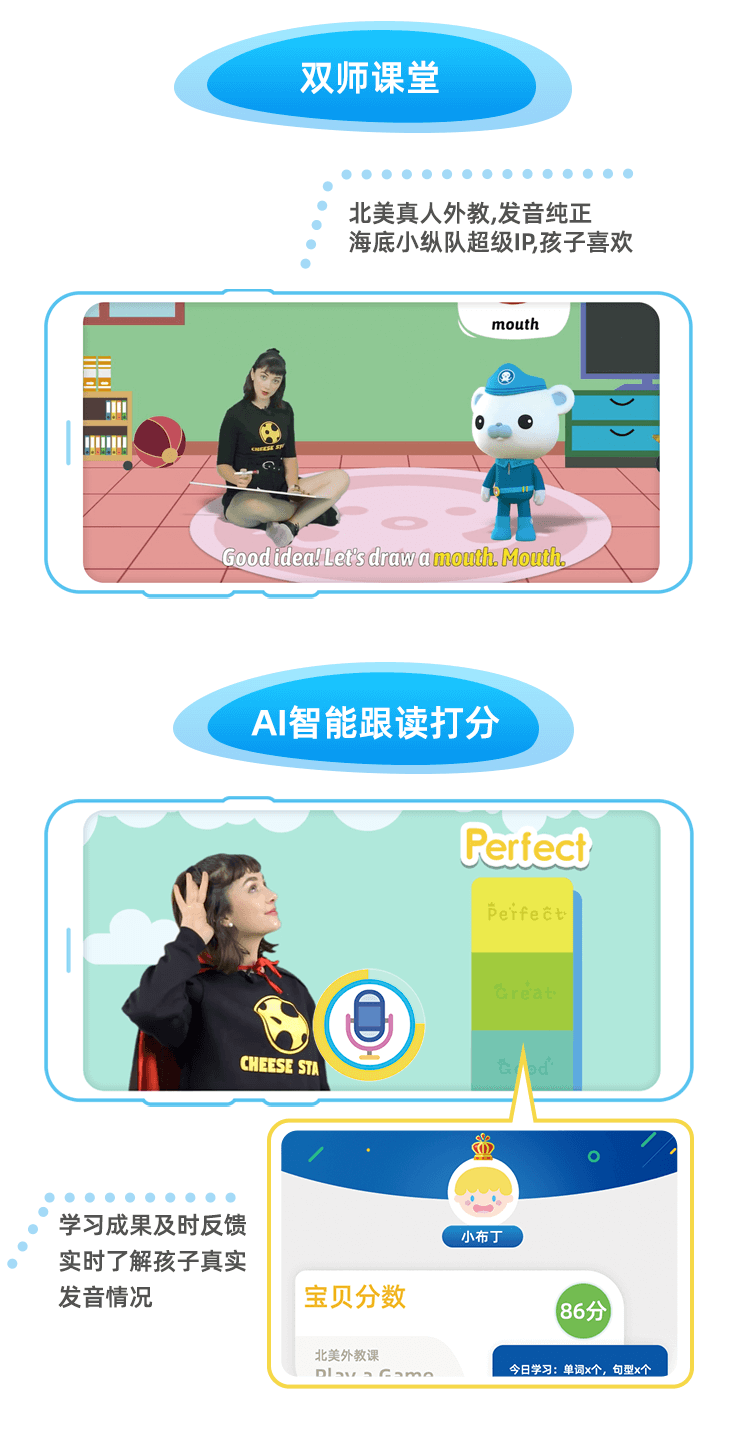 双师课堂
北美真人外教,发音纯正
海底小纵队超级IP,孩子喜欢
mouth
CHEESE STA
Good idea! Let's draw a mouth. Mouth.
AI智能跟读打分
Perfect
Perfect
Great
Good
CHEESE STA
学习成果及时反馈
实时了解孩子真实
发音情况
小布丁
宝贝分数
86分
北美外教课
Play a Game
今日学习：单词x个，句型x个